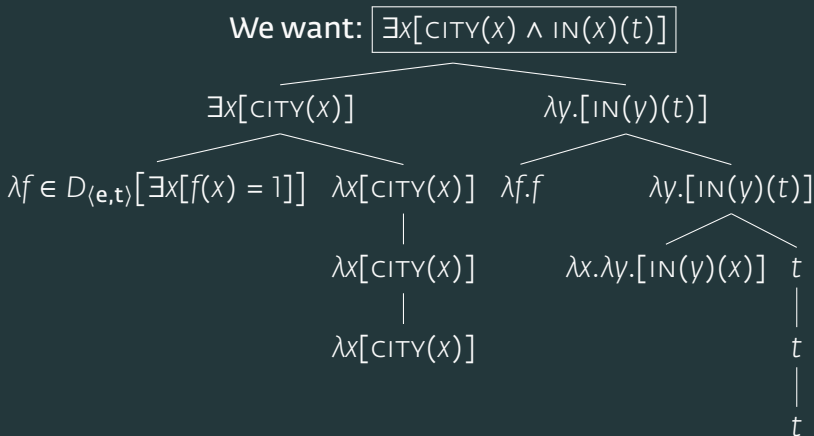 We want: ∃x[CITY(x) ∧ IN(x)(t)]
∃x[CITY(x)] λy.[IN(y)(t)]
λf ∈ D⟨e,t⟩[∃x[f(x) = 1]] λx[CITY(x)] λf.f λy.[IN(y)(t)]
λx[CITY(x)] λx.λy.[IN(y)(x)] t
λx[CITY(x)] t
t